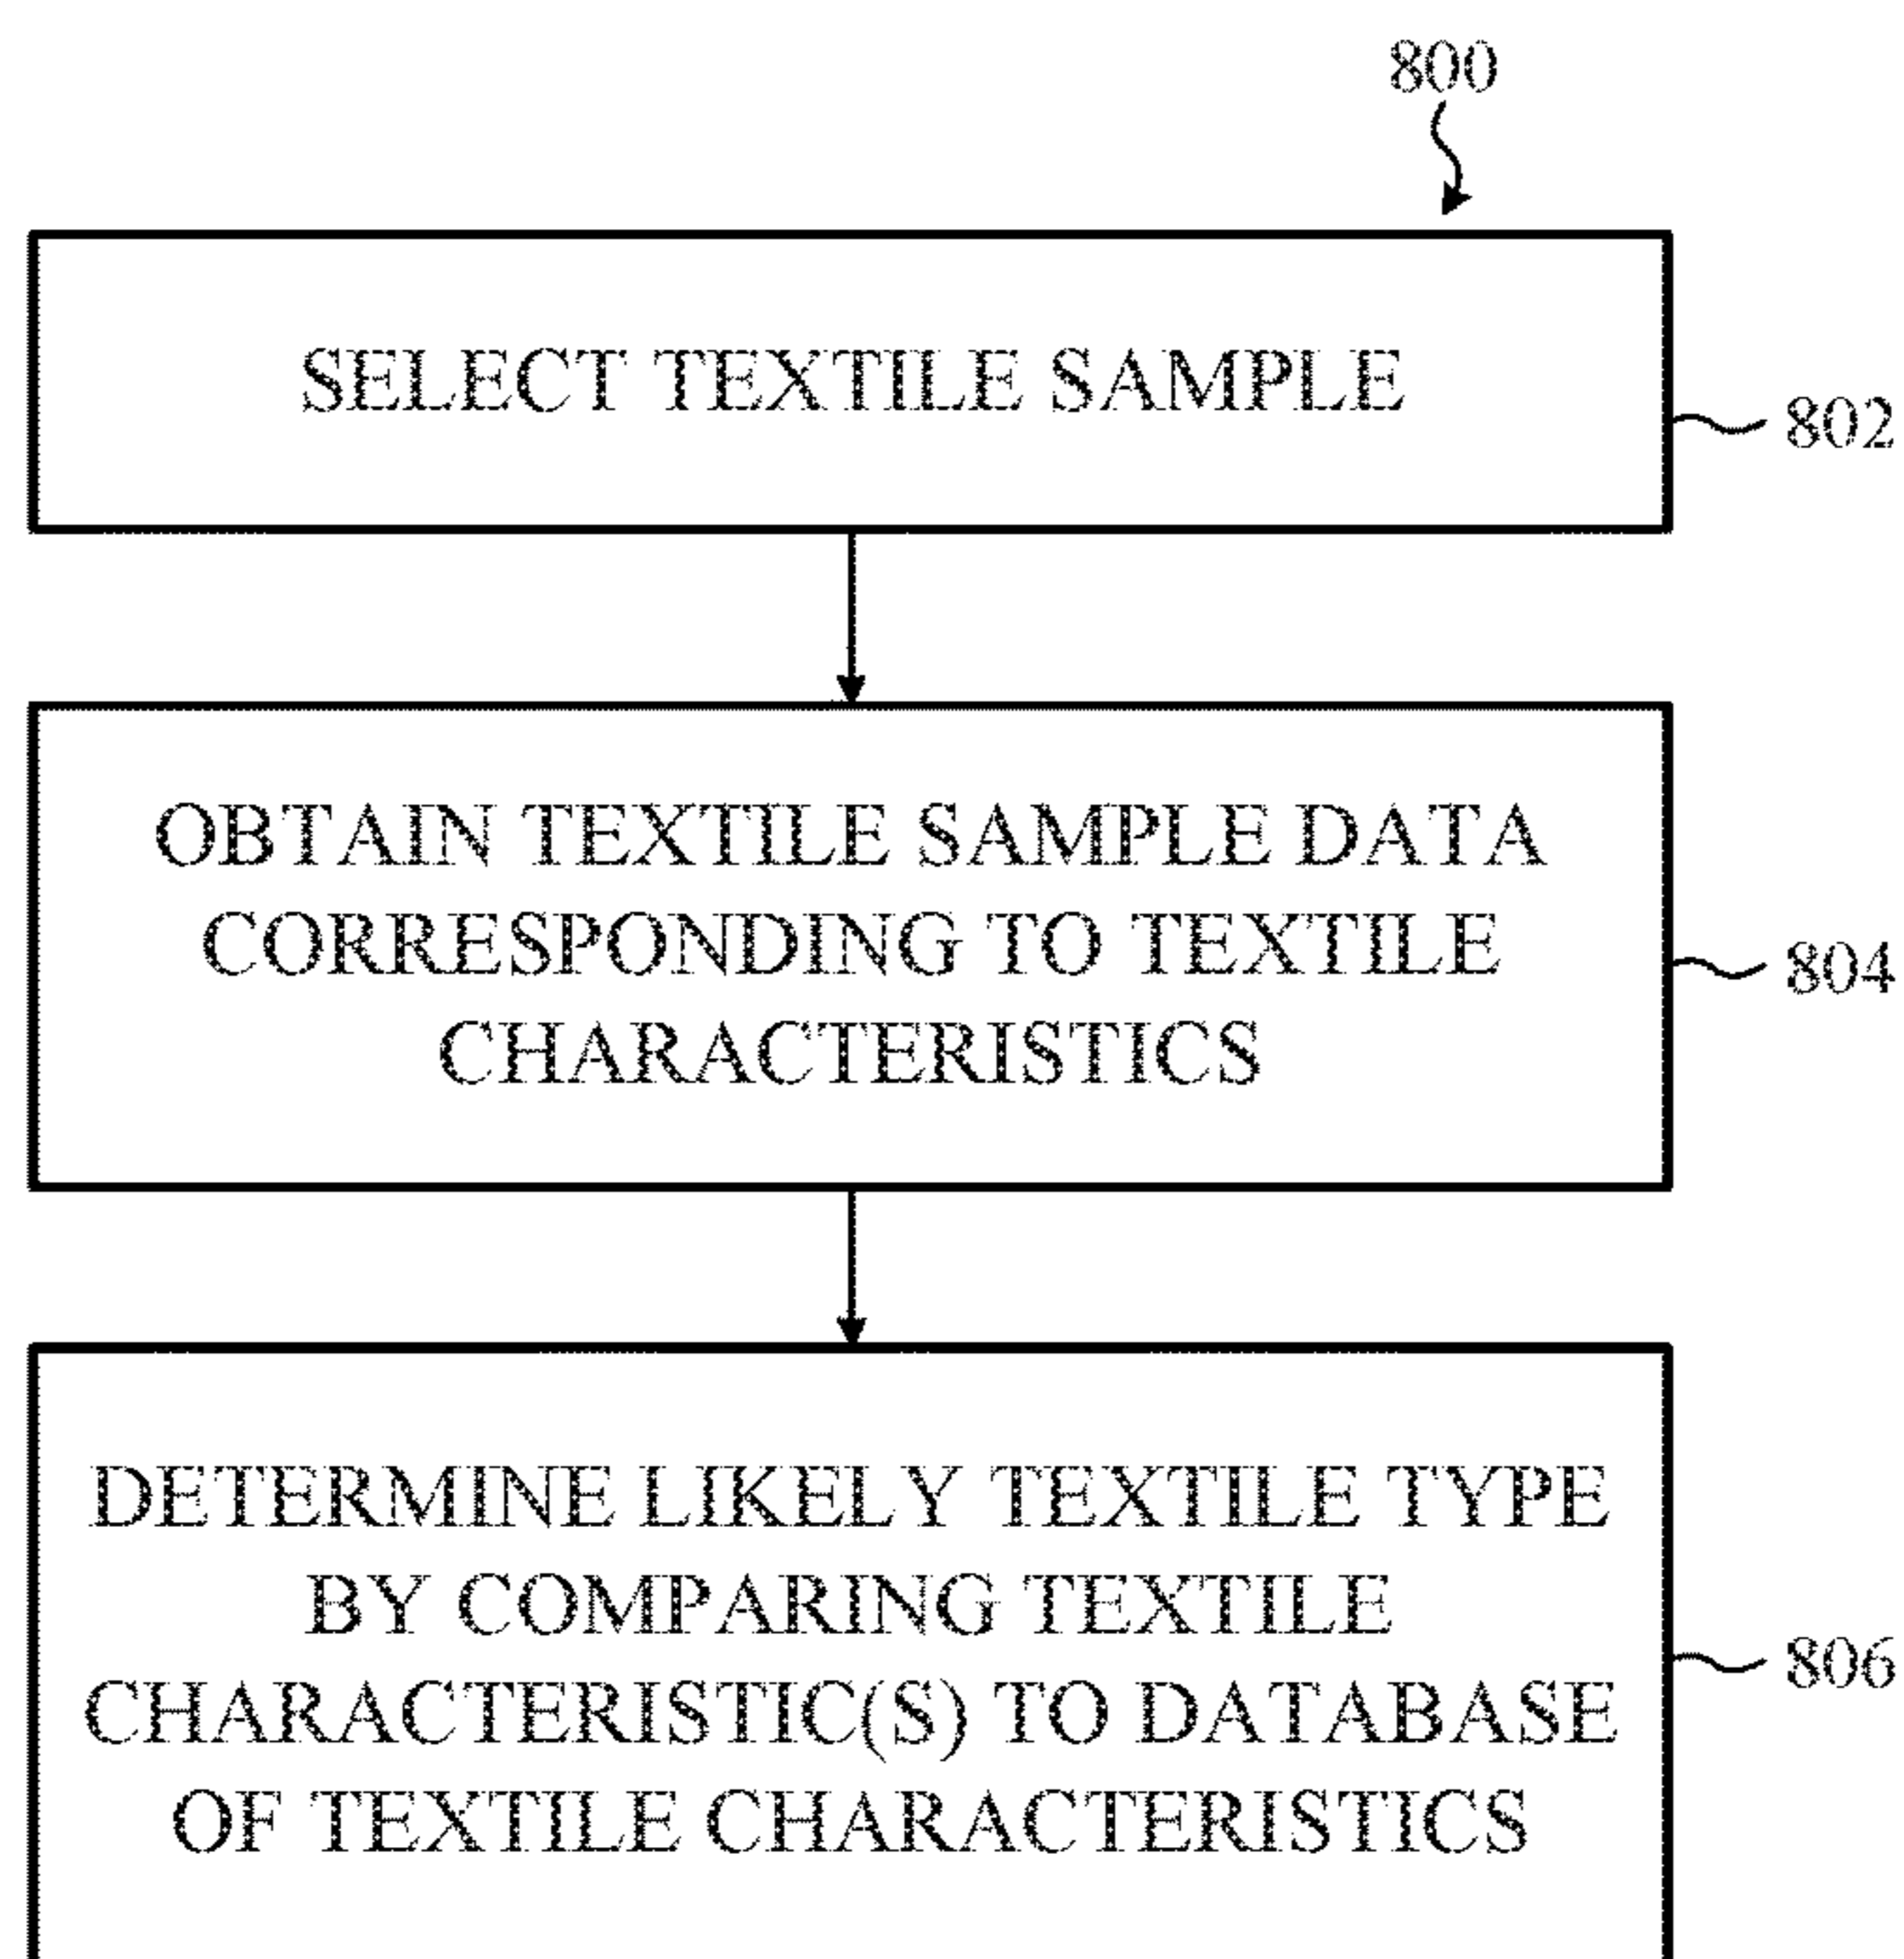 800
SELECT TEXTILE SAMPLE
802
OBTAIN TEXTILE SAMPLE DATA
CORRESPONDING TO TEXTILE
CHARACTERISTICS
804
DETERMINE LIKELY TEXTILE TYPE
BY COMPARING TEXTILE
CHARACTERISTIC(S) TO DATABASE
OF TEXTILE CHARACTERISTICS
806